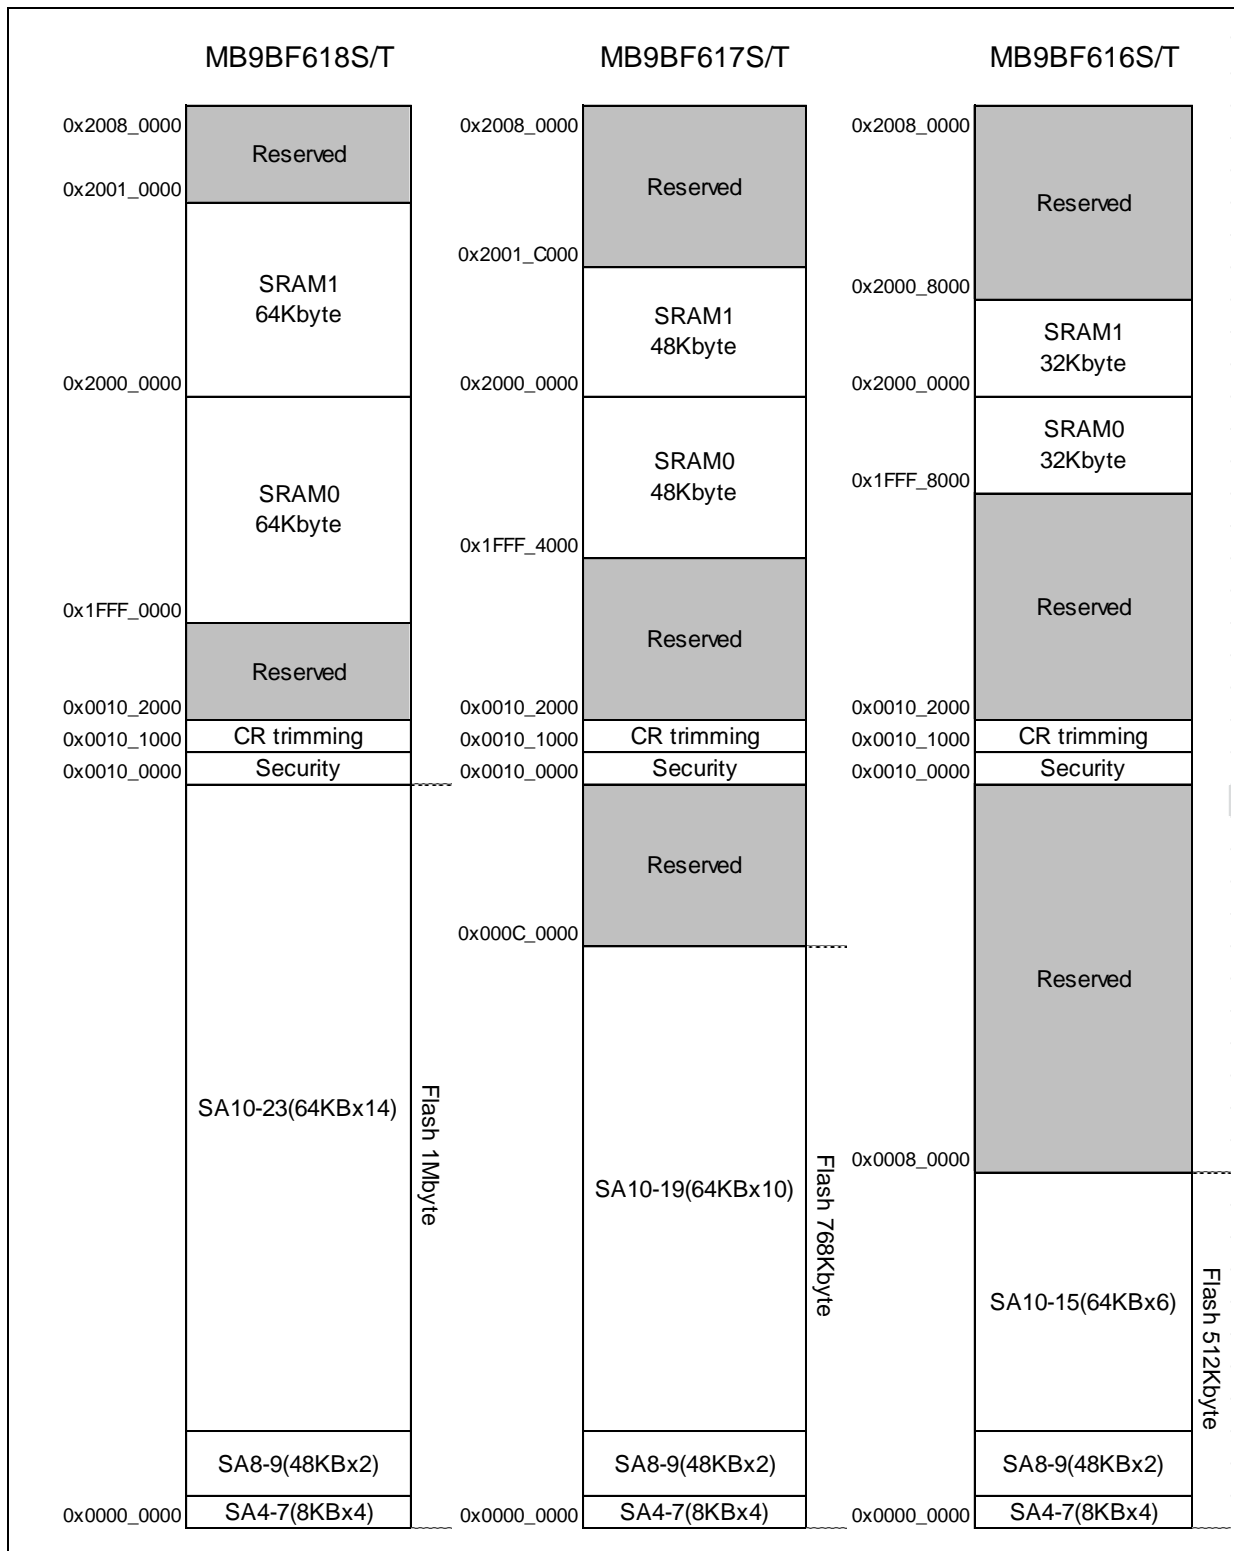 MB9BF618S/T
0x2008_0000
Reserved
0x2001_0000
SRAM1
64Kbyte
0x2000_0000
SRAM0
64Kbyte
0x1FFF_0000
Reserved
0x0010_2000
CR trimming
0x0010_1000
Security
0x0010_0000
SA10-23(64KBx14)
Flash 1Mbyte
SA8-9(48KBx2)
SA4-7(8KBx4)
0x0000_0000
MB9BF617S/T
0x2008_0000
Reserved
0x2001_C000
SRAM1
48Kbyte
0x2000_0000
SRAM0
48Kbyte
0x1FFF_4000
Reserved
0x0010_2000
CR trimming
0x0010_1000
Security
0x0010_0000
Reserved
0x000C_0000
SA10-19(64KBx10)
Flash 768Kbyte
SA8-9(48KBx2)
SA4-7(8KBx4)
0x0000_0000
MB9BF616S/T
0x2008_0000
Reserved
0x2000_8000
SRAM1
32Kbyte
0x2000_0000
SRAM0
32Kbyte
0x1FFF_8000
Reserved
0x0010_2000
CR trimming
0x0010_1000
Security
0x0010_0000
Reserved
0x0008_0000
SA10-15(64KBx6)
Flash 512Kbyte
SA8-9(48KBx2)
SA4-7(8KBx4)
0x0000_0000